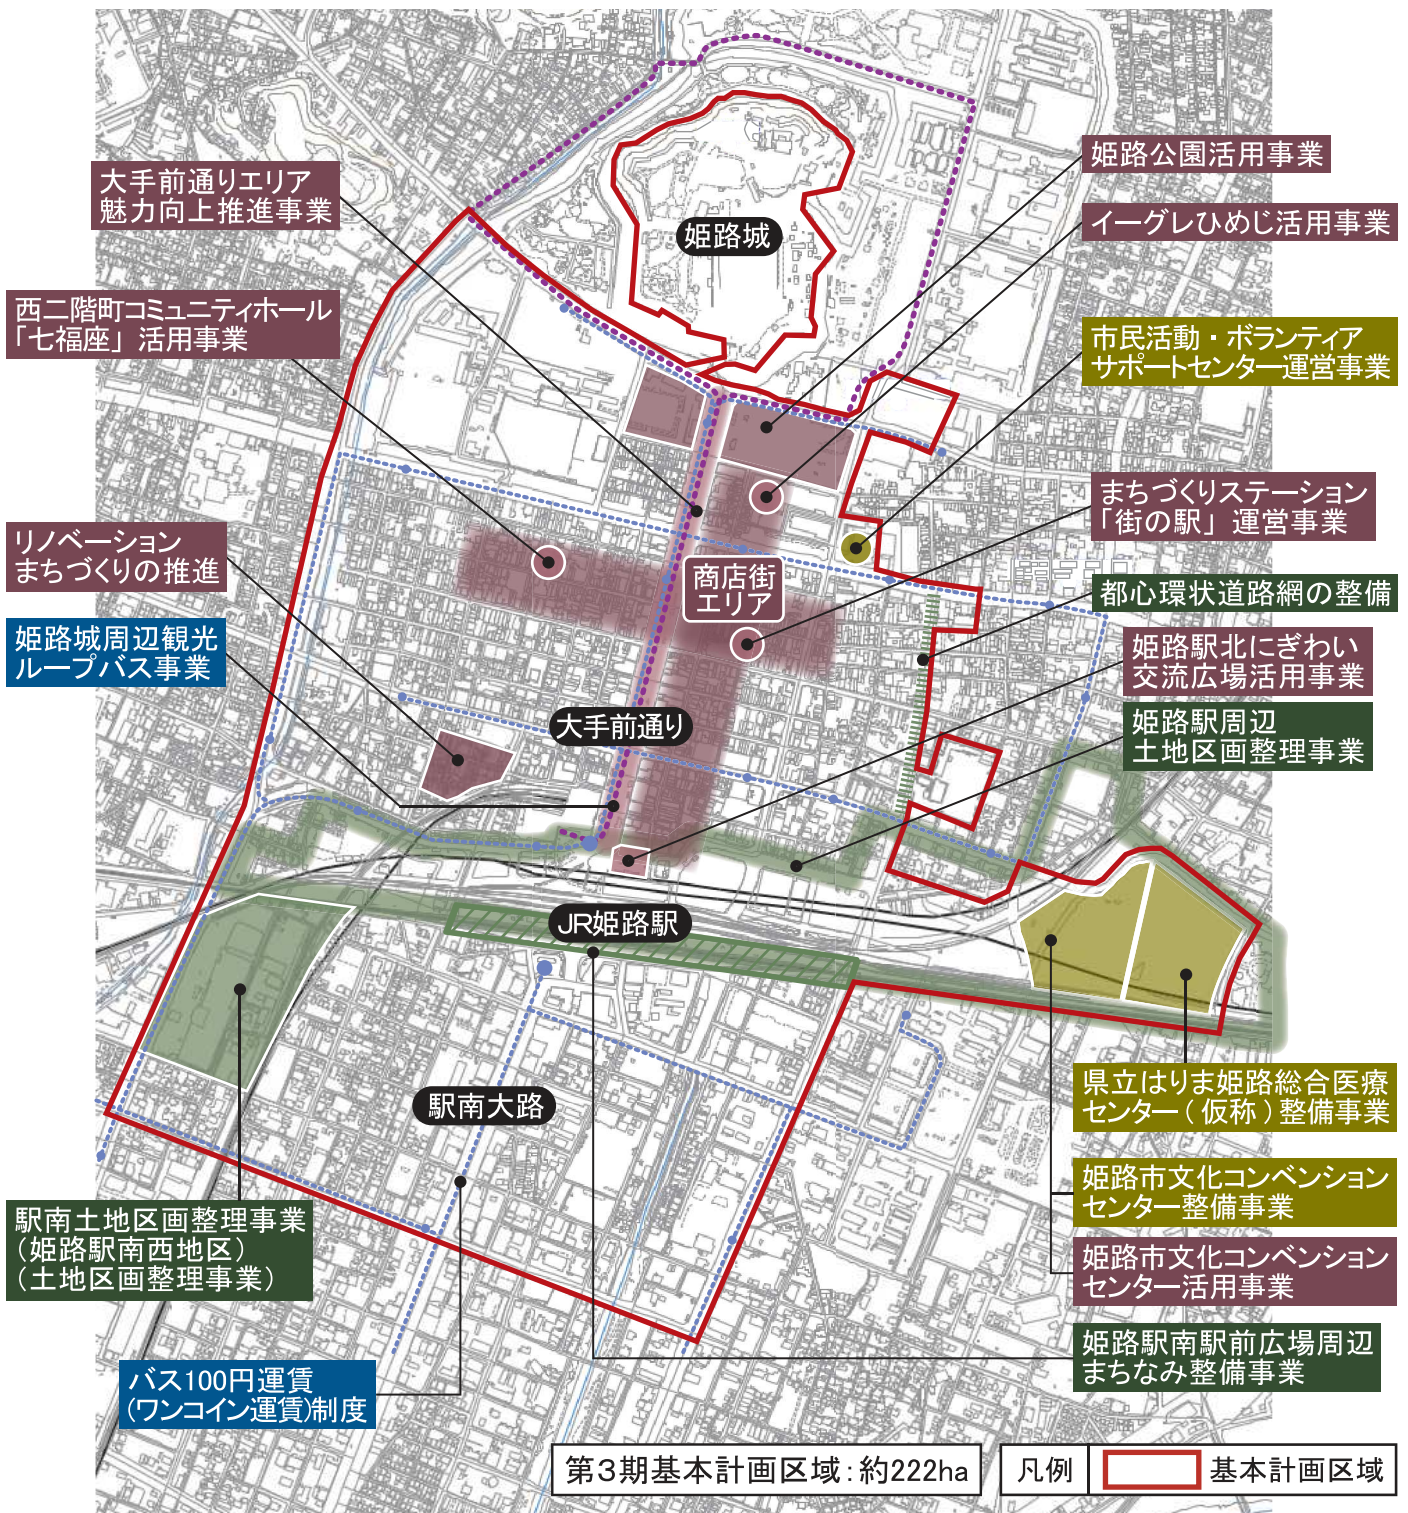 姫路公園活用事業
大手前通りエリア
魅力向上推進事業
イーグレひめじ活用事業
姫路城
西二階町コミュニティホール
「七福座」活用事業
市民活動・ボランティア
サポートセンター運営事業
まちづくりステーション
「街の駅」運営事業
リノベーション
まちづくりの推進
商店街
エリア
都心環状道路網の整備
姫路城周辺観光
ループバス事業
姫路駅北にぎわい
交流広場活用事業
大手前通り
姫路駅周辺
土地区画整理事業
JR姫路駅
駅南大路
県立はりま姫路総合医療
センター(仮称)整備事業
姫路市文化コンベンション
センター整備事業
駅南土地区画整理事業
(姫路駅南西地区)
(土地区画整理事業)
姫路市文化コンベンション
センター活用事業
姫路駅南駅前広場周辺
まちなみ整備事業
バス100円運賃
(ワンコイン運賃)制度
第3期基本計画区域:約222ha
凡例
基本計画区域